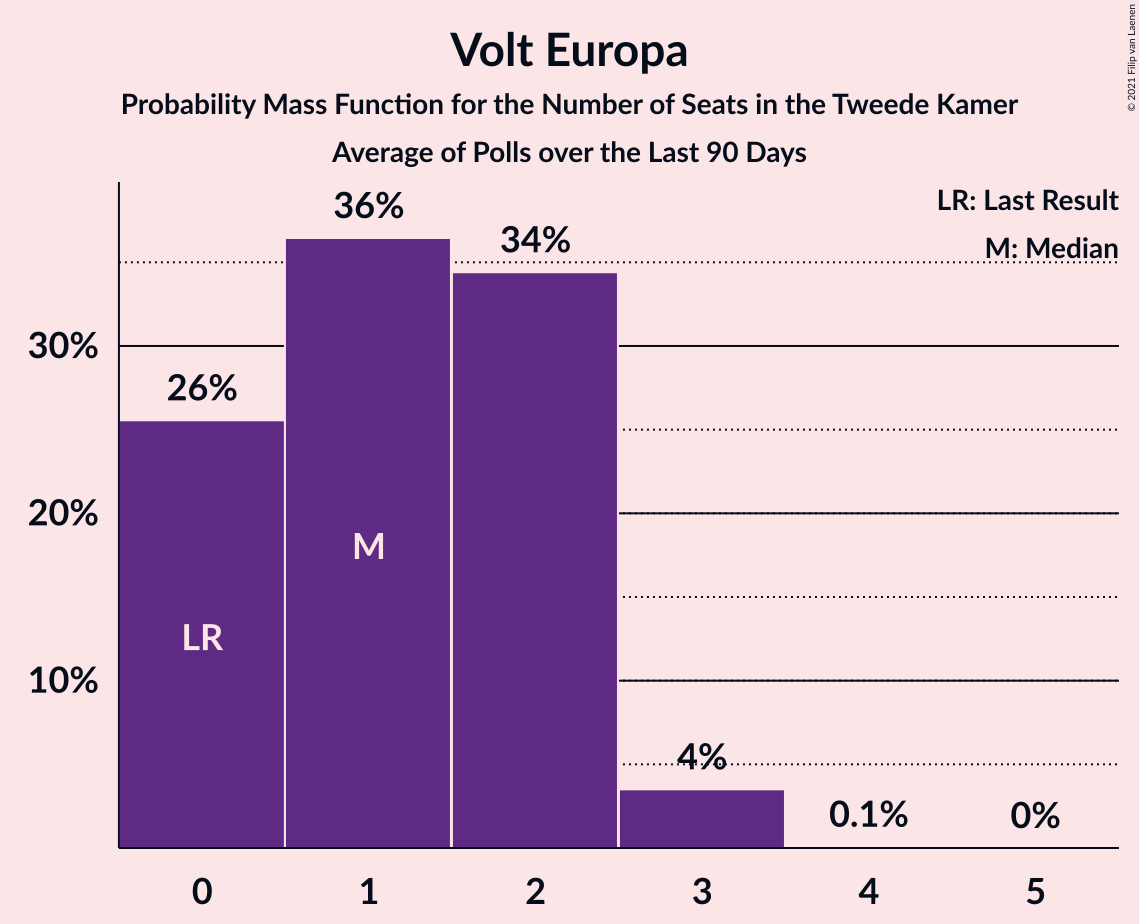 Volt Europa
Probability Mass Function for the Number of Seats in the Tweede Kamer
Average of Polls over the Last 90 Days
© 2021 Filip van Laenen
LR: Last Result
M: Median
36%
34%
30%
26%
20%
M
LR
10%
4%
0.1%
0%
0 1 2 3 4 5